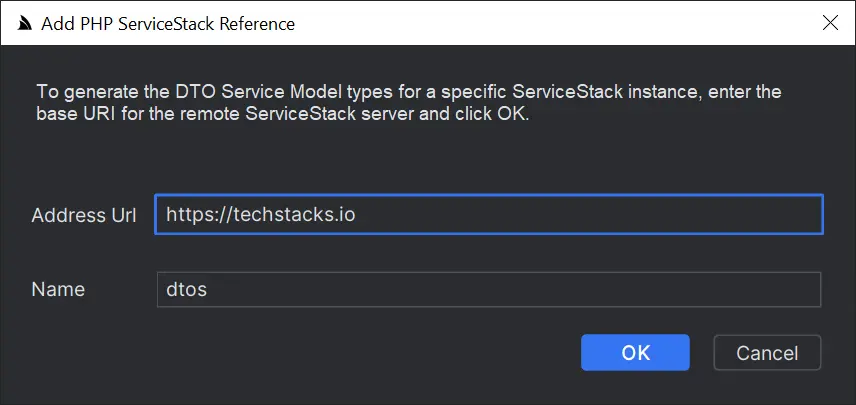 Add PHP ServiceStack Reference
To generate the DTO Service Model types for a specific ServiceStack instance, enter the
base URI for the remote ServiceStack server and click OK.
Address Url https://techstacks.io
Name dtos
OK Cancel